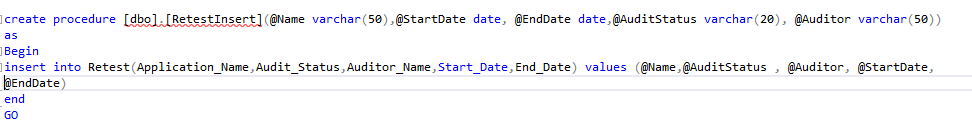 create procedure [dbo].[RetestInsert](@Name varchar(50),@StartDate date, @EndDate date,@AuditStatus varchar(20), @Auditor varchar(50))
as
Begin
insert into Retest(Application_Name,Audit_Status,Auditor_Name,Start_Date,End_Date) values (@Name,@AuditStatus , @Auditor, @StartDate,
@EndDate)
end
GO